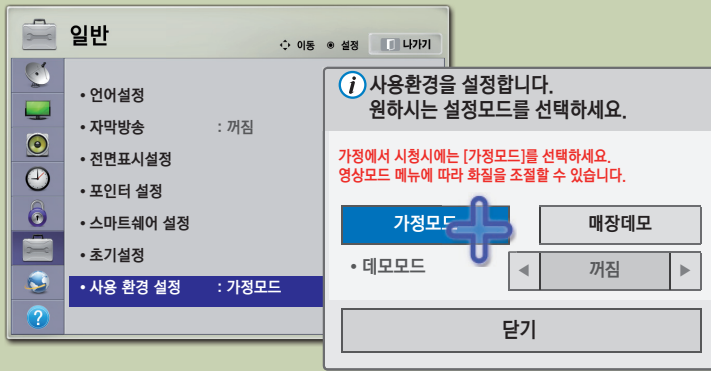 일반
이동 설정 나가기
• 언어설정
• 자막방송 : 꺼짐
• 전면표시설정
• 포인터 설정
• 스마트쉐어 설정
• 초기설정
• 사용 환경 설정 : 가정모드
i 사용환경을 설정합니다.
원하시는 설정모드를 선택하세요.
가정에서 시청시에는 [가정모드]를 선택하세요.
영상모드 메뉴에 따라 화질을 조절할 수 있습니다.
가정모드 매장데모
• 데모모드 ◀ 꺼짐 ▶
닫기
?